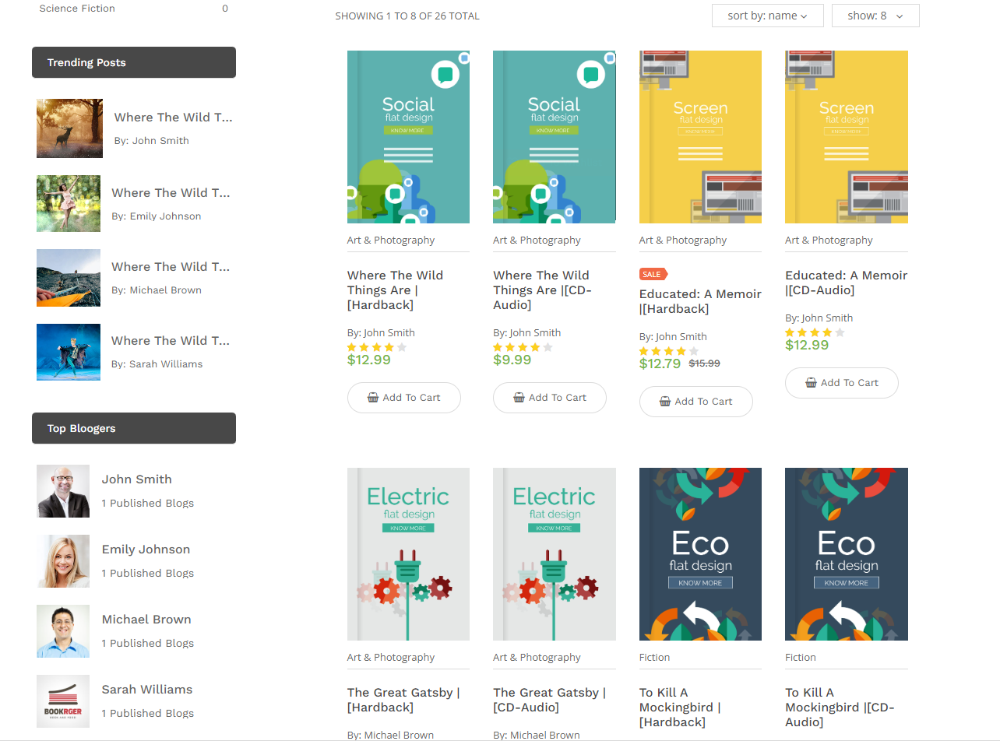 Science Fiction 0
Trending Posts
Where The Wild T...
By: John Smith
Where The Wild T...
By: Emily Johnson
Where The Wild T...
By: Michael Brown
Where The Wild T...
By: Sarah Williams
Top Bloogers
John Smith
1 Published Blogs
Emily Johnson
1 Published Blogs
Michael Brown
1 Published Blogs
BOOKRGER
Sarah Williams
1 Published Blogs
SHOWING 1 TO 8 OF 26 TOTAL
sort by: name
show: 8
Social
flat design
KNOW MORE
Art & Photography
Where The Wild
Things Are |
[Hardback]
By: John Smith
$12.99
Add To Cart
Social
flat design
KNOW MORE
Art & Photography
Where The Wild
Things Are |[CD-
Audio]
By: John Smith
$9.99
Add To Cart
Screen
flat design
KNOW MORE
Art & Photography
SALE
Educated: A Memoir
|[Hardback]
By: John Smith
$12.79 $15.99
Add To Cart
Screen
flat design
KNOW MORE
Art & Photography
Educated: A Memoir
|[CD-Audio]
By: John Smith
$12.99
Add To Cart
Electric
flat design
KNOW MORE
Art & Photography
The Great Gatsby |
[Hardback]
By: Michael Brown
Electric
flat design
KNOW MORE
Art & Photography
The Great Gatsby |
[CD-Audio]
By: Michael Brown
Eco
flat design
KNOW MORE
Fiction
To Kill A
Mockingbird |
[Hardback]
Eco
flat design
KNOW MORE
Fiction
To Kill A
Mockingbird |[CD-
Audio]